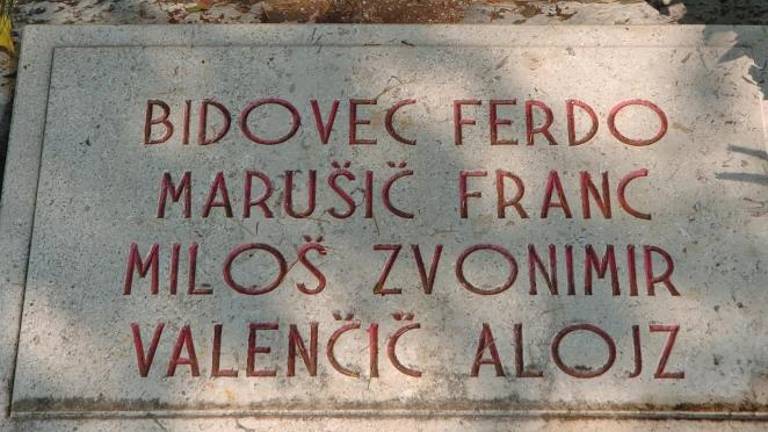 BIDOVEC FERDO
MARUŠIČ FRANC
MILOŠ ZVONIMIR
VALENČIČ ALOJZ